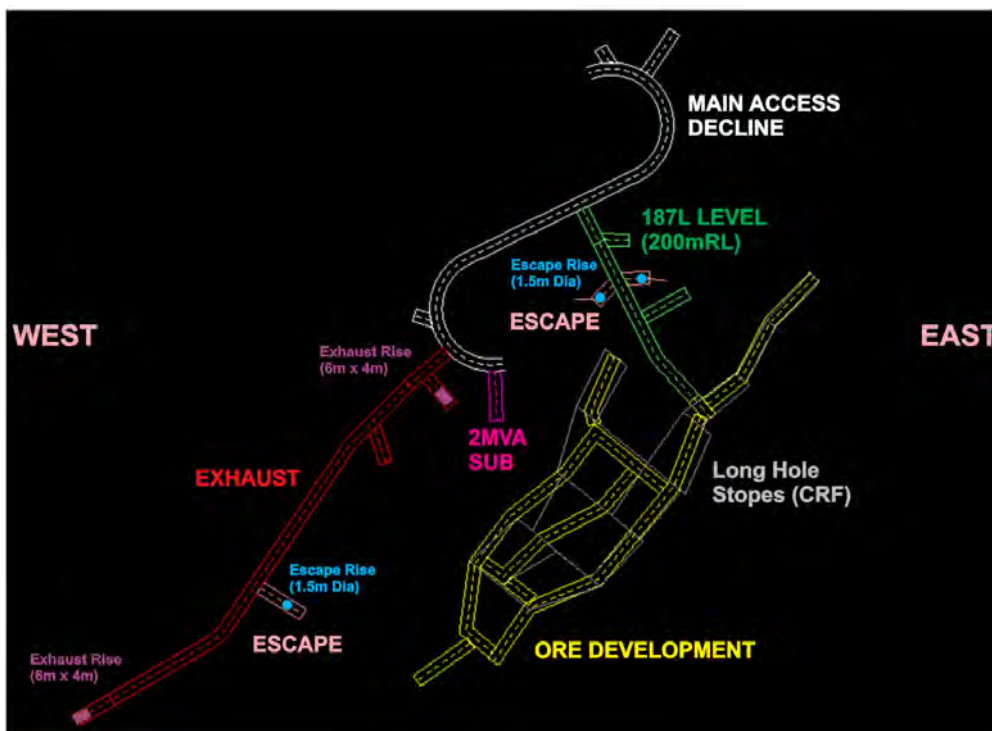 MAIN ACCESS
DECLINE
187L LEVEL
(200mRL)
Escape Rise
(1.5m Dia)
ESCAPE
WEST
EAST
Exhaust Rise
(6m x 4m)
2MVA
SUB
EXHAUST
Long Hole
Stopes (CRF)
Escape Rise
(1.5m Dia)
ESCAPE
ORE DEVELOPMENT
Exhaust Rise
(6m x 4m)